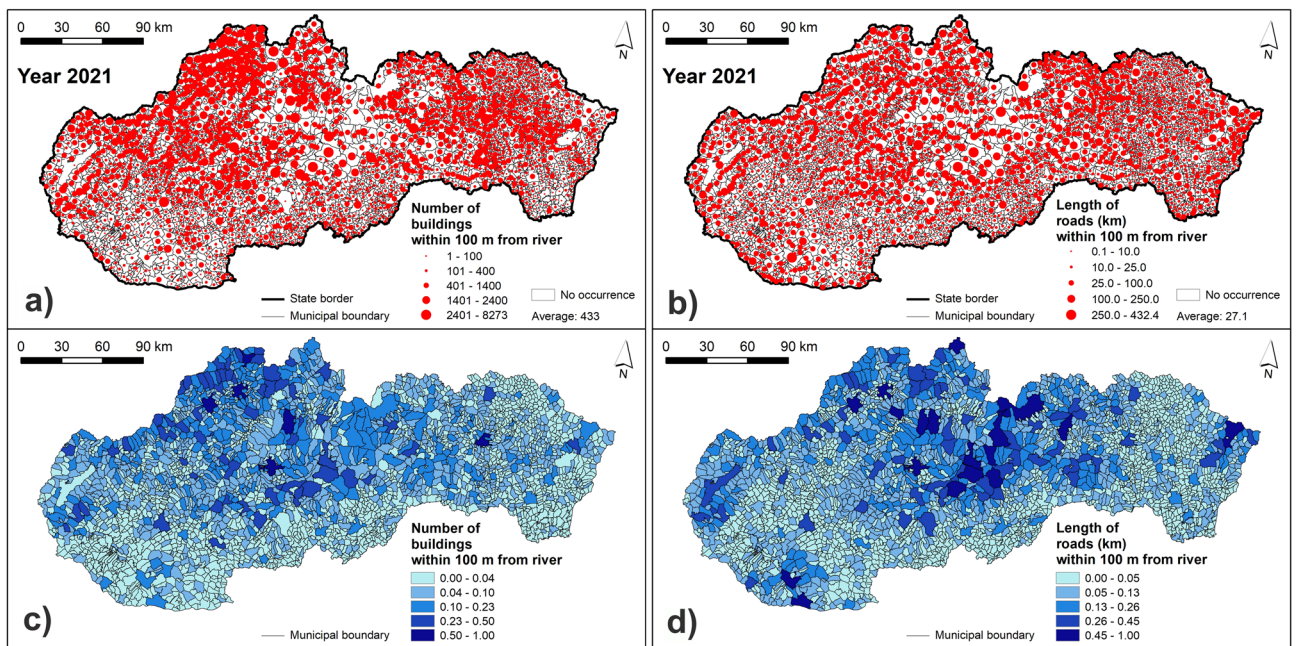 0 30 60 90 km
N
Year 2021
Number of
buildings
within 100 m from river
1 - 100
101 - 400
401 - 1400
1401 - 2400
2401 - 8273
No occurrence
Average: 433
State border
Municipal boundary
a)
0 30 60 90 km
N
Year 2021
Length of
roads (km)
within 100 m from river
0.1 - 10.0
10.0 - 25.0
25.0 - 100.0
100.0 - 250.0
250.0 - 432.4
No occurrence
Average: 27.1
State border
Municipal boundary
b)
0 30 60 90 km
N
Number of
buildings
within 100 m from river
0.00 - 0.04
0.04 - 0.10
0.10 - 0.23
0.23 - 0.50
0.50 - 1.00
Municipal boundary
c)
0 30 60 90 km
N
Length of
roads (km)
within 100 m from river
0.00 - 0.05
0.05 - 0.13
0.13 - 0.26
0.26 - 0.45
0.45 - 1.00
Municipal boundary
d)